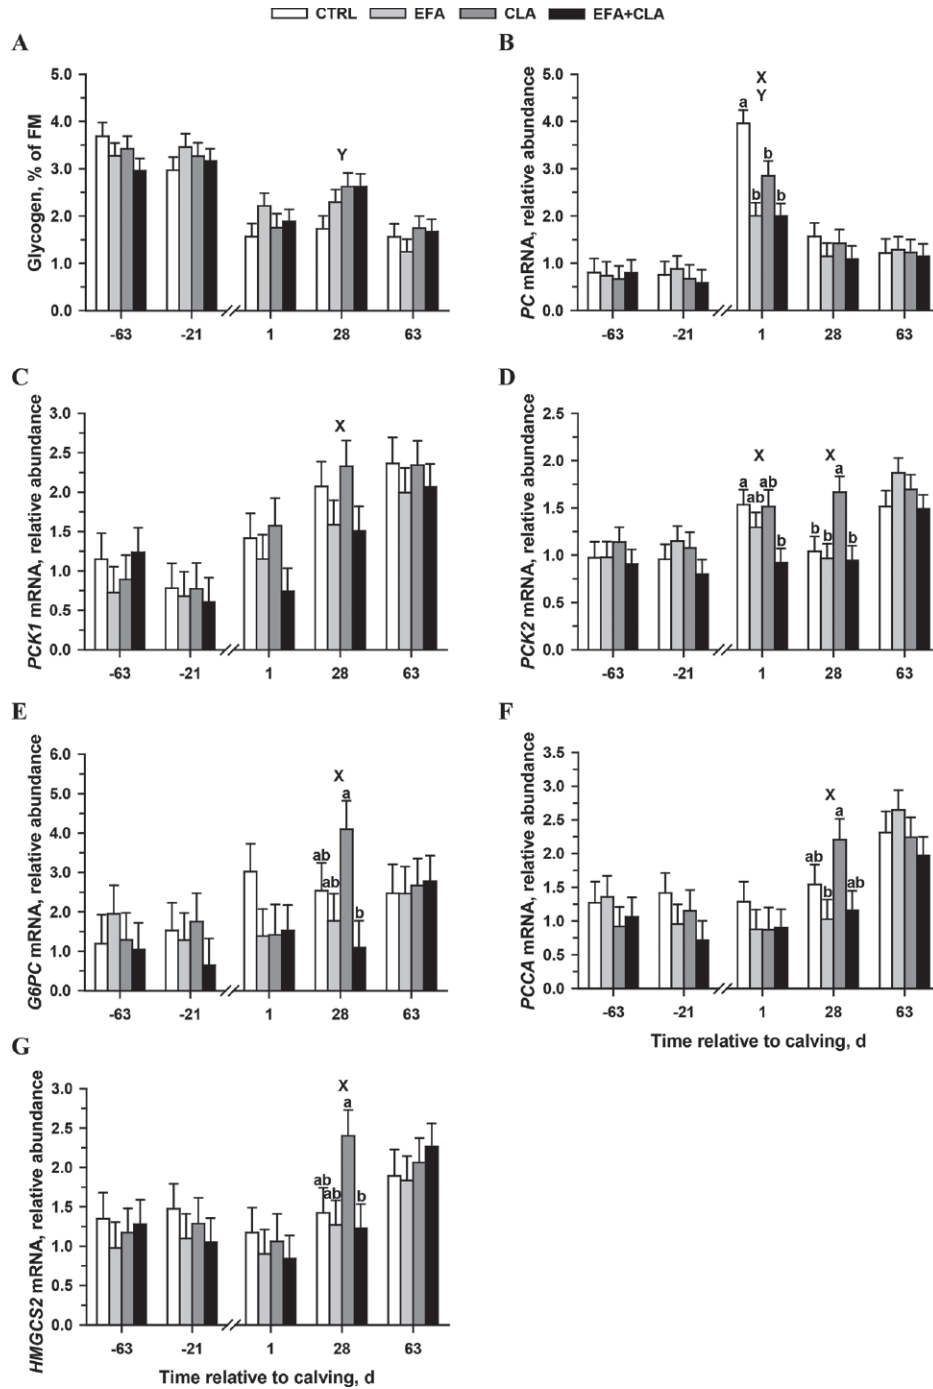 CTRL EFA CLA EFA+CLA
A
Glycogen, % of FM
5.0
4.0
3.0
2.0
1.0
0.0
Y
-63 -21 1 28 63
B
PC mRNA, relative abundance
5.0
4.0
3.0
2.0
1.0
0.0
X
Y
a
b
b
b
-63 -21 1 28 63
C
PCK1 mRNA, relative abundance
3.0
2.5
2.0
1.5
1.0
0.5
0.0
X
-63 -21 1 28 63
D
PCK2 mRNA, relative abundance
2.5
2.0
1.5
1.0
0.5
0.0
X X
a ab ab b
b b a b
-63 -21 1 28 63
E
G6PC mRNA, relative abundance
6.0
5.0
4.0
3.0
2.0
1.0
0.0
X
ab ab a b
-63 -21 1 28 63
F
PCCA mRNA, relative abundance
3.5
3.0
2.5
2.0
1.5
1.0
0.5
0.0
X
ab b a ab
-63 -21 1 28 63
Time relative to calving, d
G
HMGCS2 mRNA, relative abundance
3.0
2.5
2.0
1.5
1.0
0.5
0.0
X
ab ab a b
-63 -21 1 28 63
Time relative to calving, d